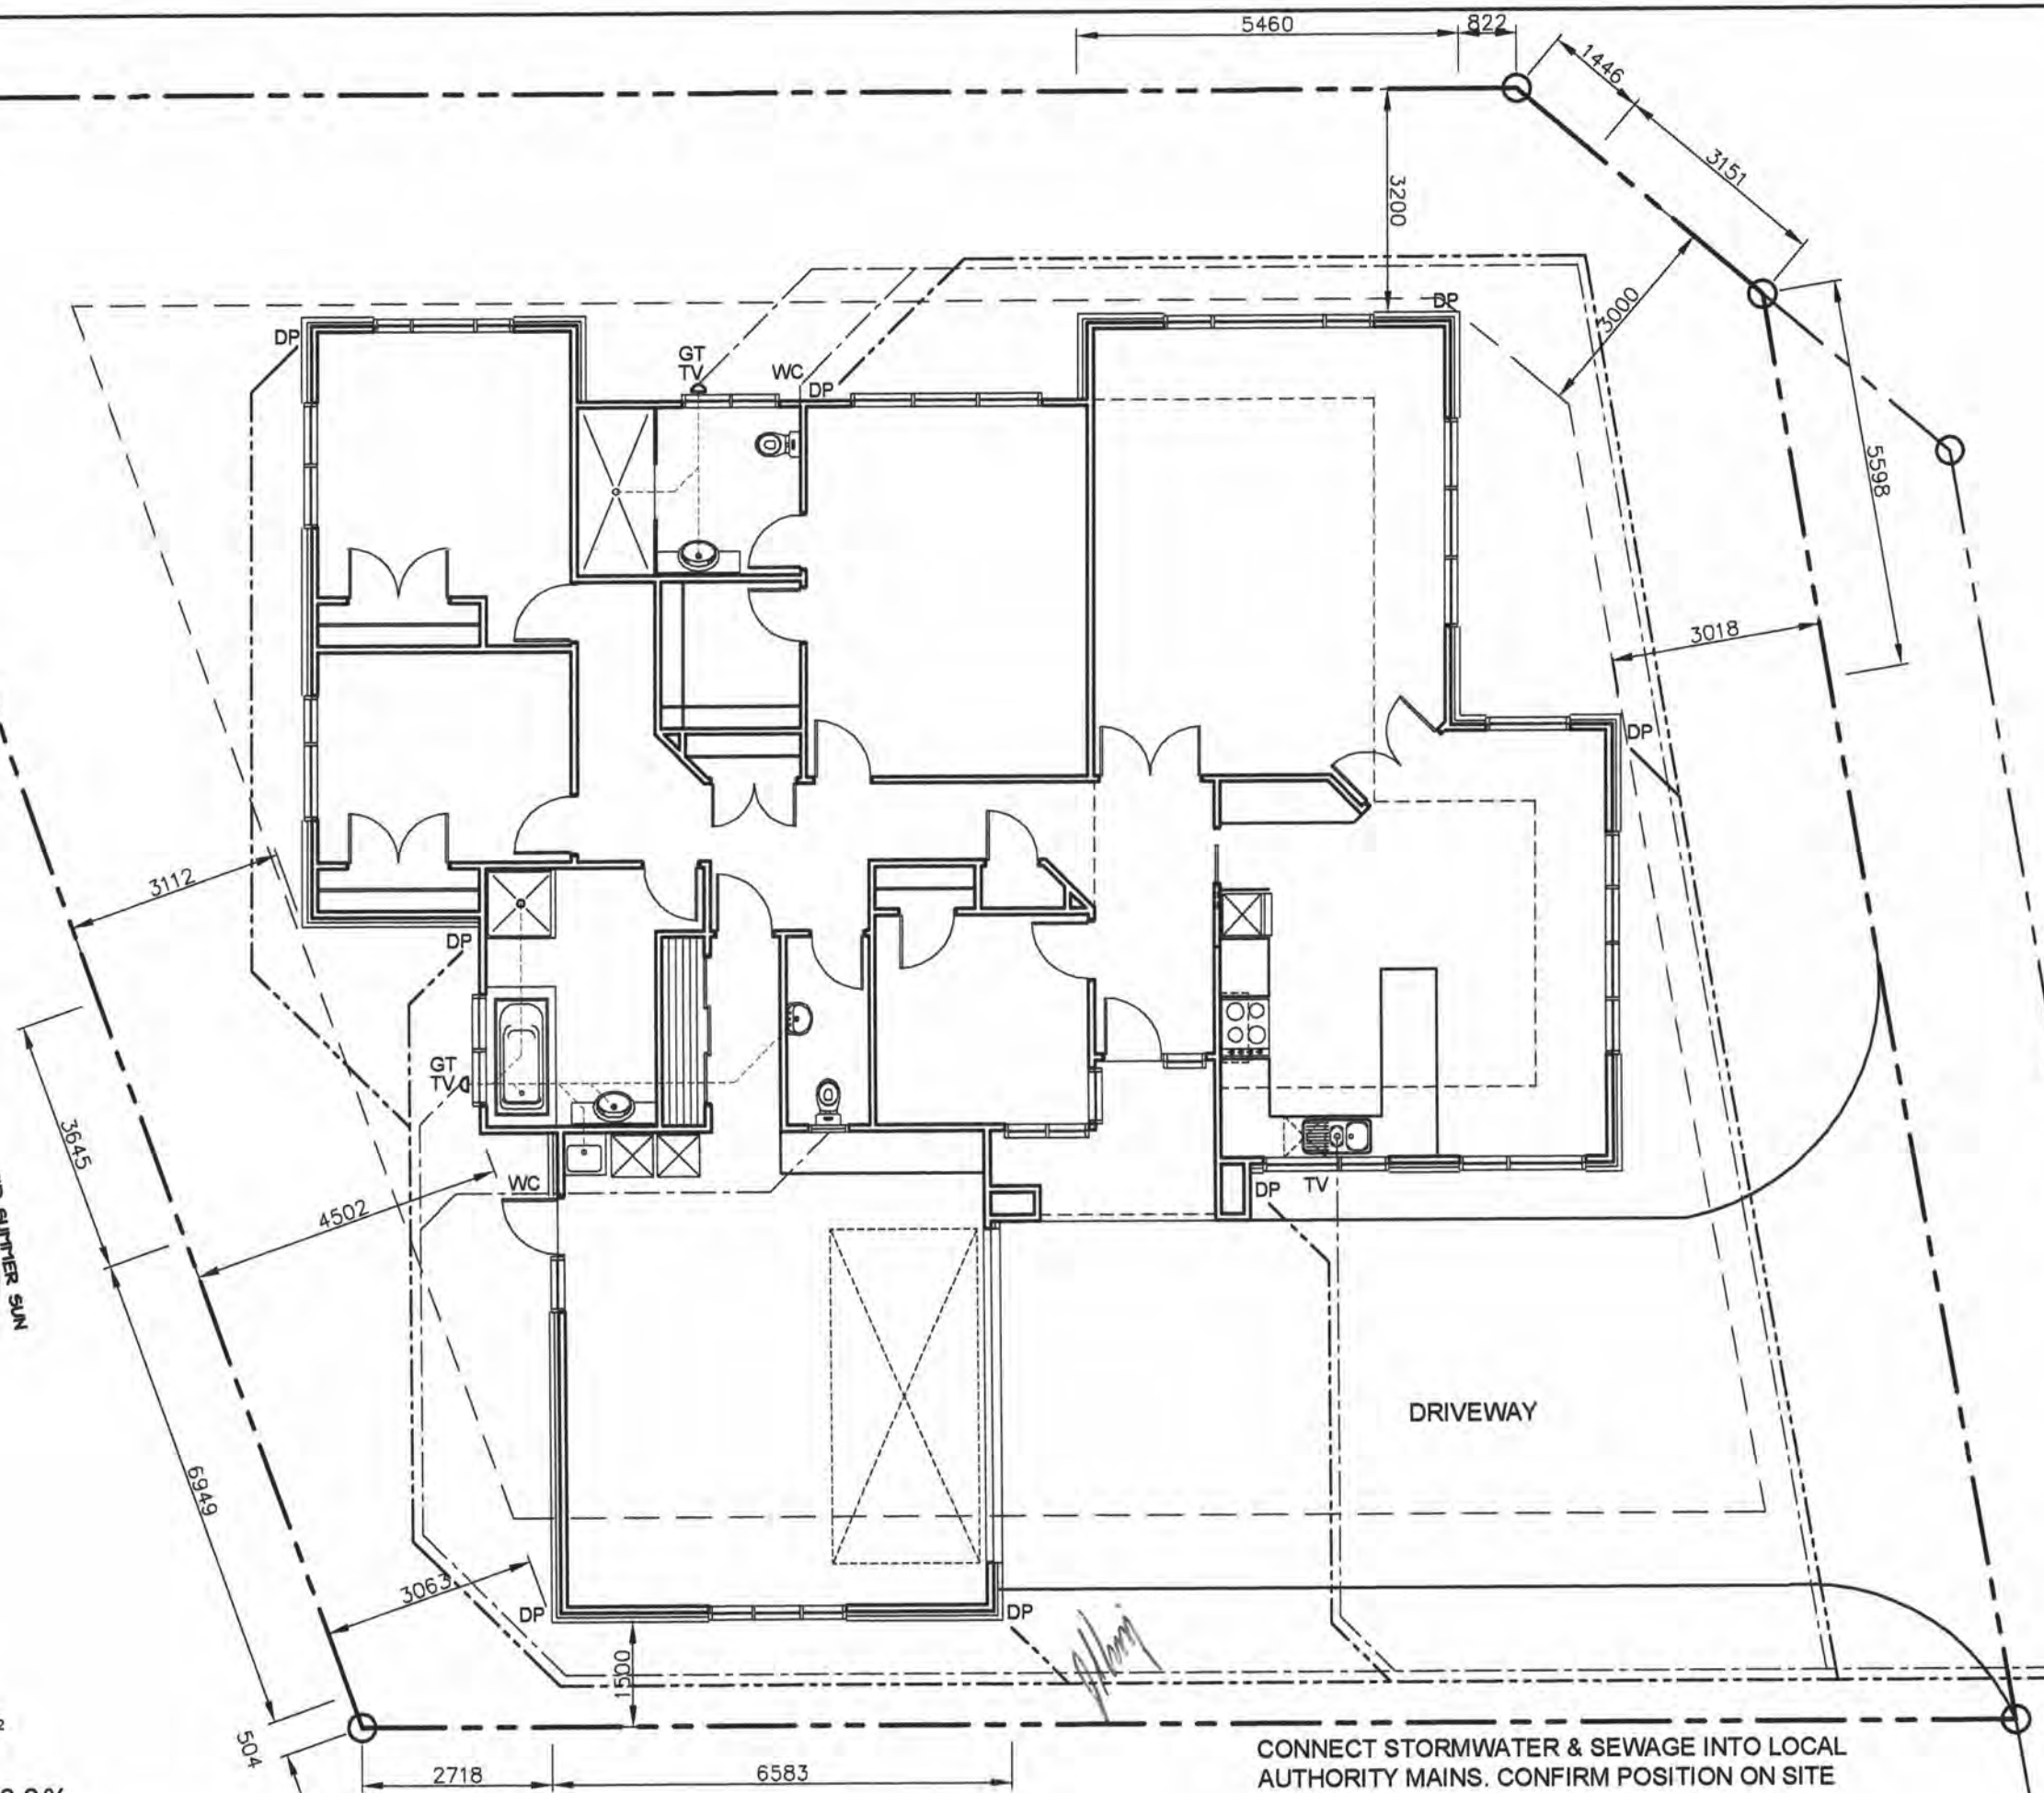 5460
822
1446
3151
3200
3000
DP
DP
GT
TV
WC
DP
5598
3018
DP
3112
DP
GT
TV
3645
SUMMER SUN
4502
WC
DP
TV
6949
DRIVEWAY
3063
DP
DP
1500
504
2718
6583
CONNECT STORMWATER & SEWAGE INTO LOCAL
AUTHORITY MAINS. CONFIRM POSITION ON SITE